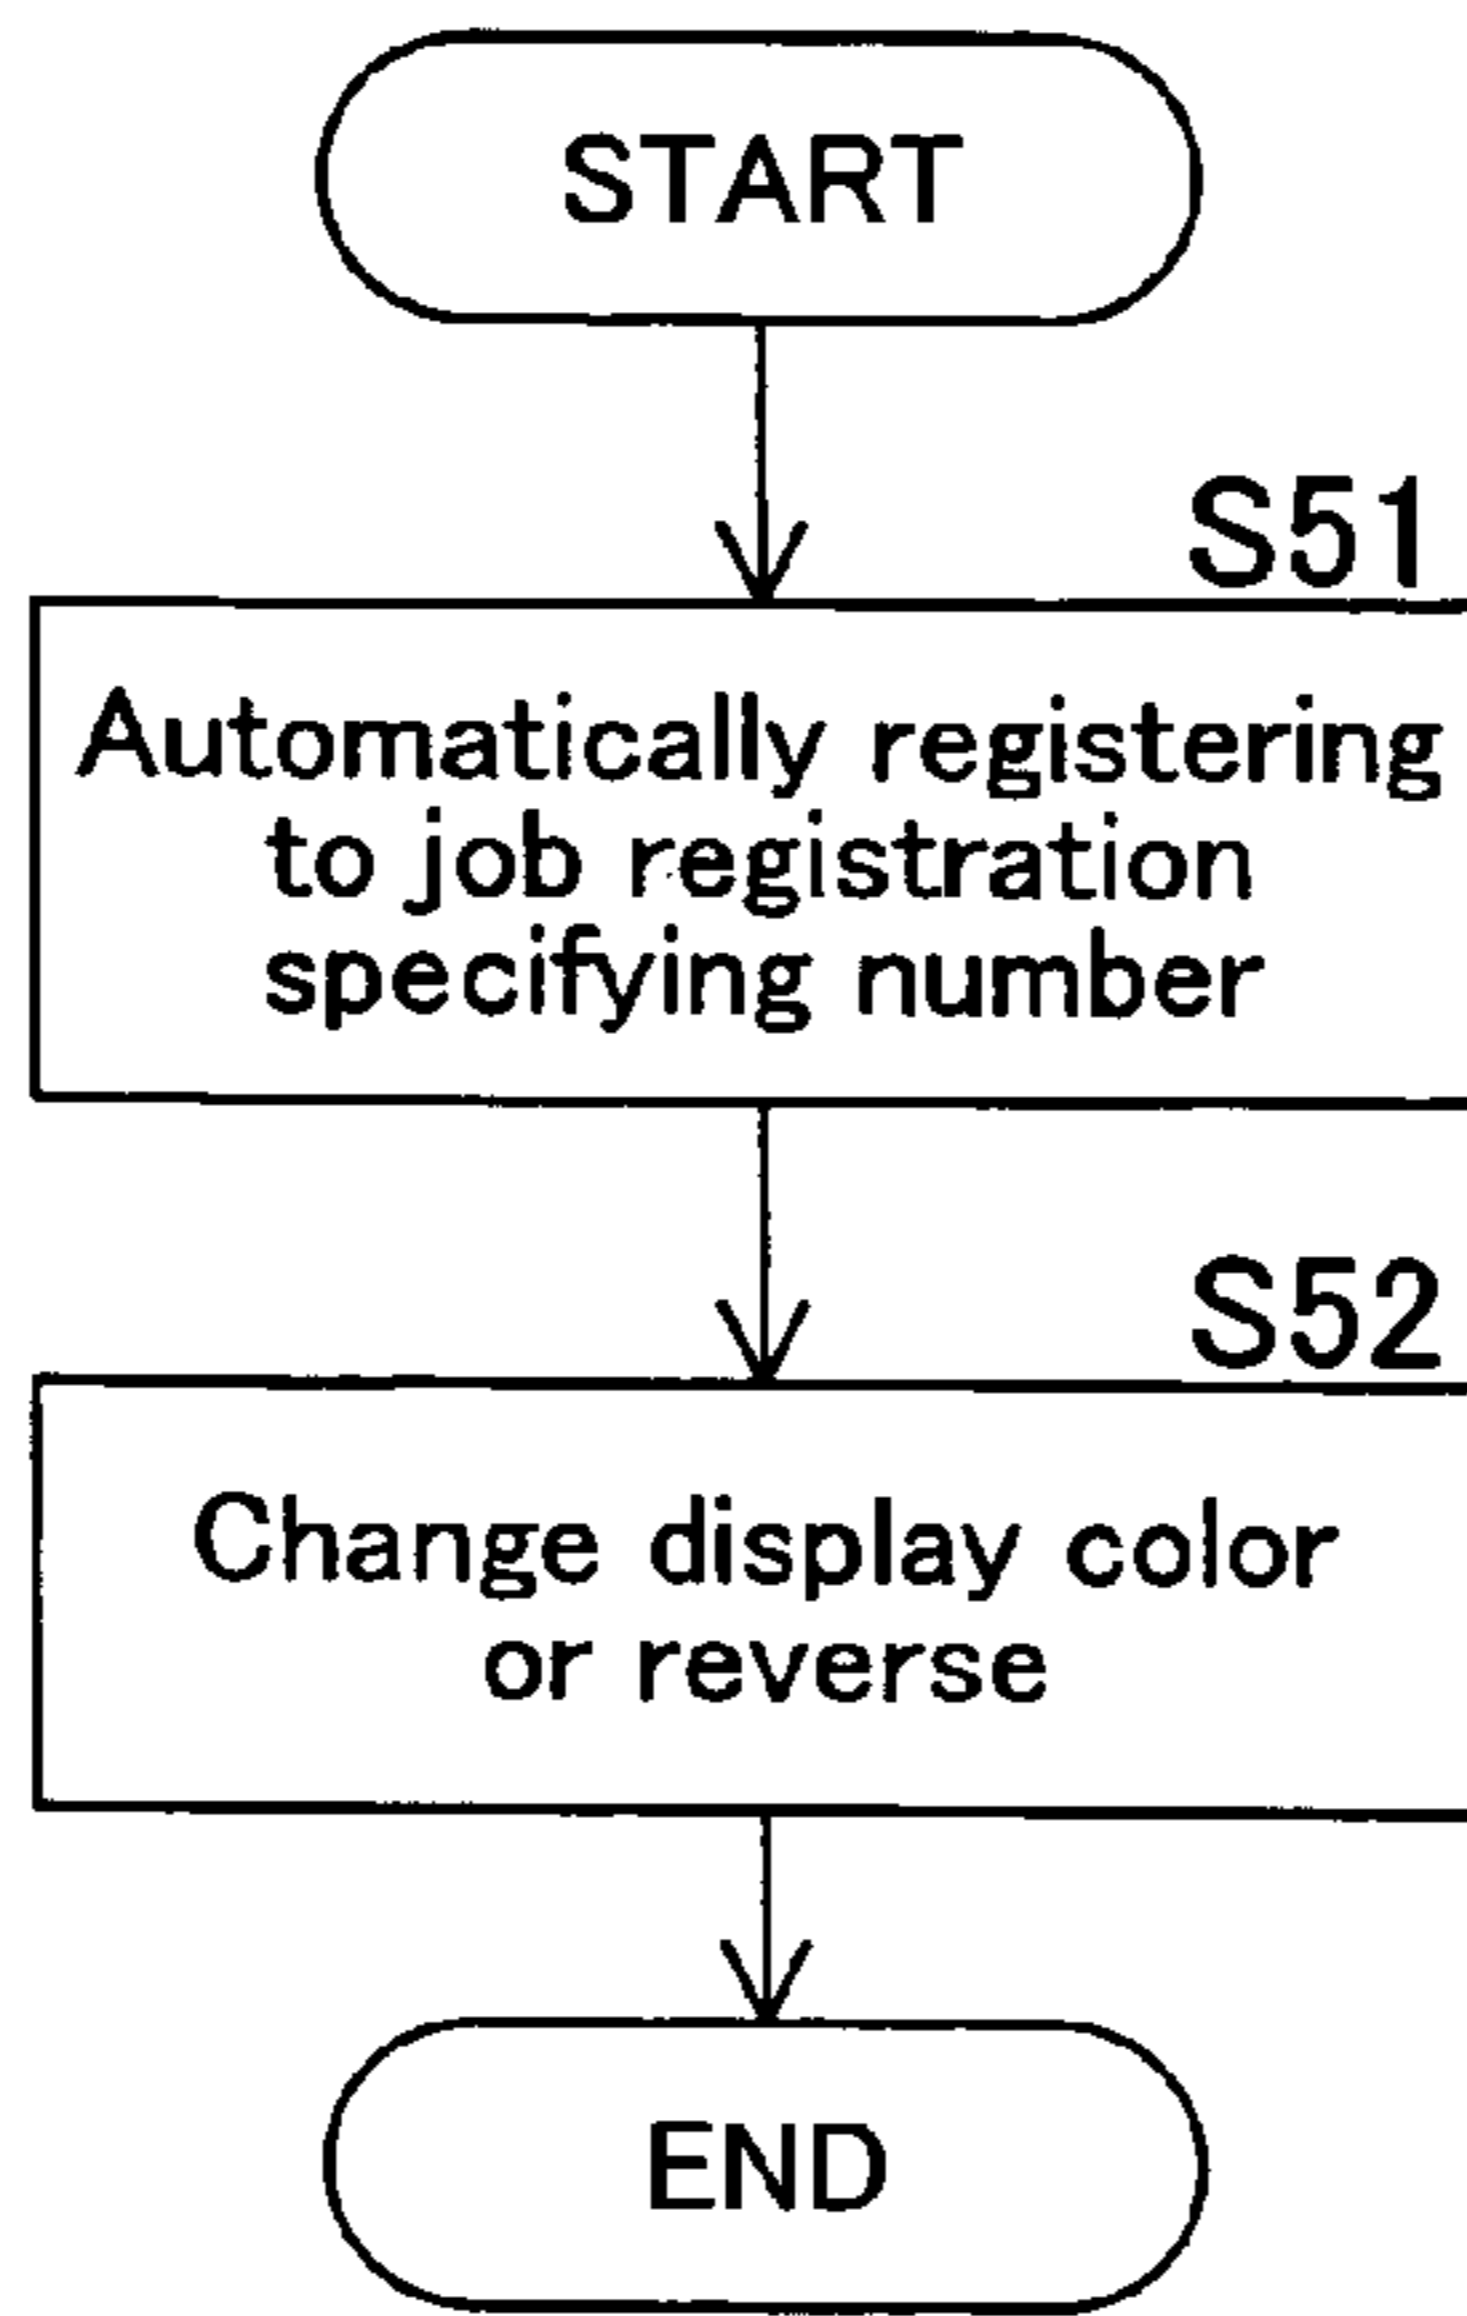 START
S51
Automatically registering
to job registration
specifying number
S52
Change display color
or reverse
END